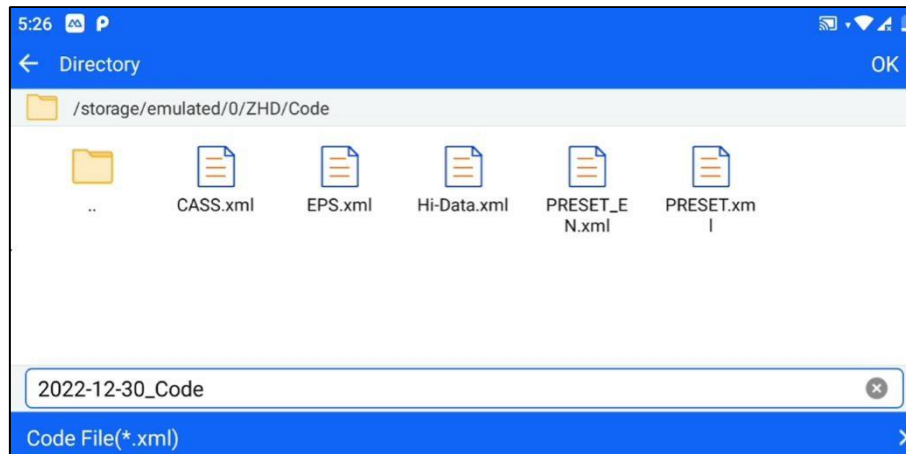 5:26
Directory
OK
/storage/emulated/0/ZHD/Code
..
CASS.xml
EPS.xml
Hi-Data.xml
PRESET_E
N.xml
PRESET.xm
l
2022-12-30_Code
Code File(*.xml)